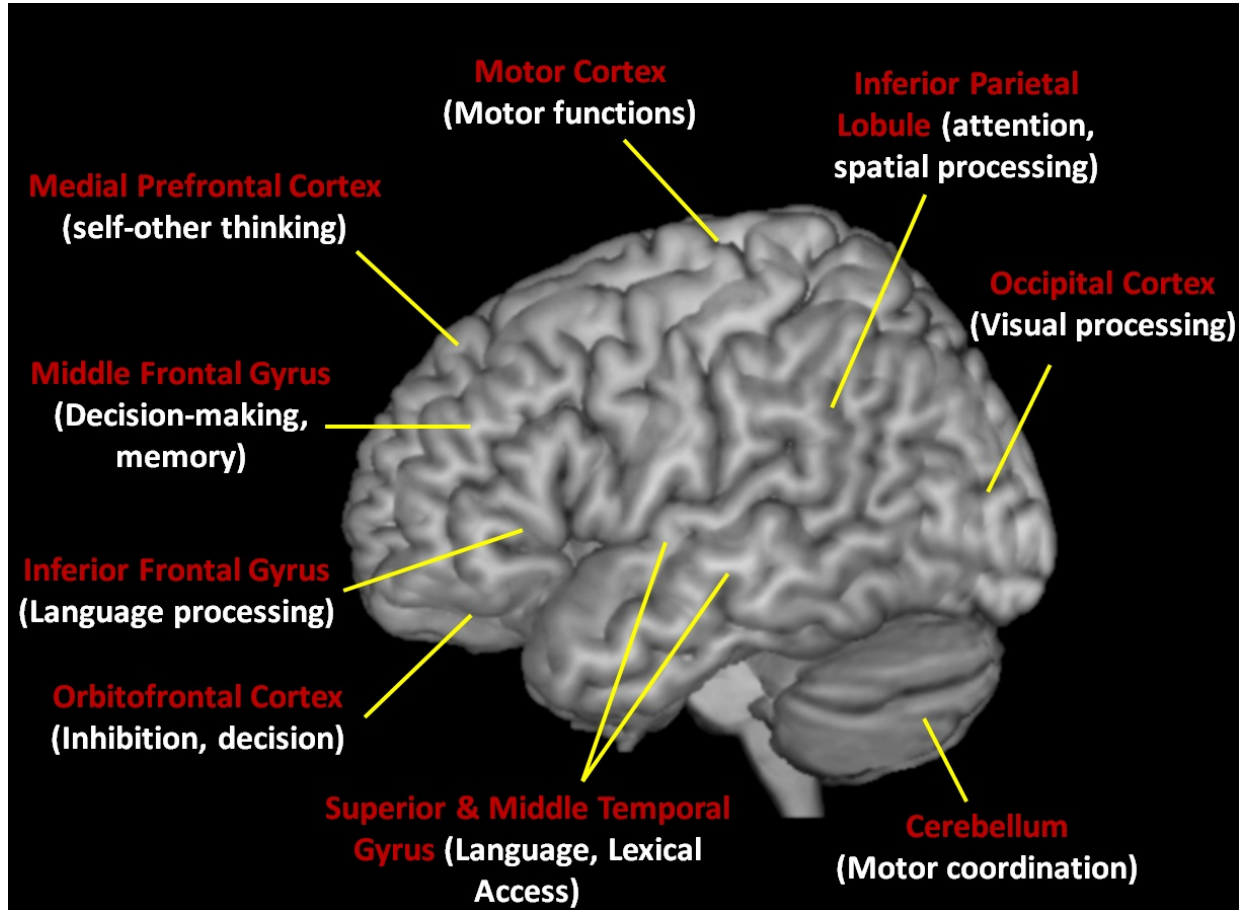 Motor Cortex
(Motor functions)
Inferior Parietal
Lobule (attention,
spatial processing)
Medial Prefrontal Cortex
(self-other thinking)
Occipital Cortex
(Visual processing)
Middle Frontal Gyrus
(Decision-making,
memory)
Inferior Frontal Gyrus
(Language processing)
Orbitofrontal Cortex
(Inhibition, decision)
Superior & Middle Temporal
Gyrus (Language, Lexical
Access)
Cerebellum
(Motor coordination)